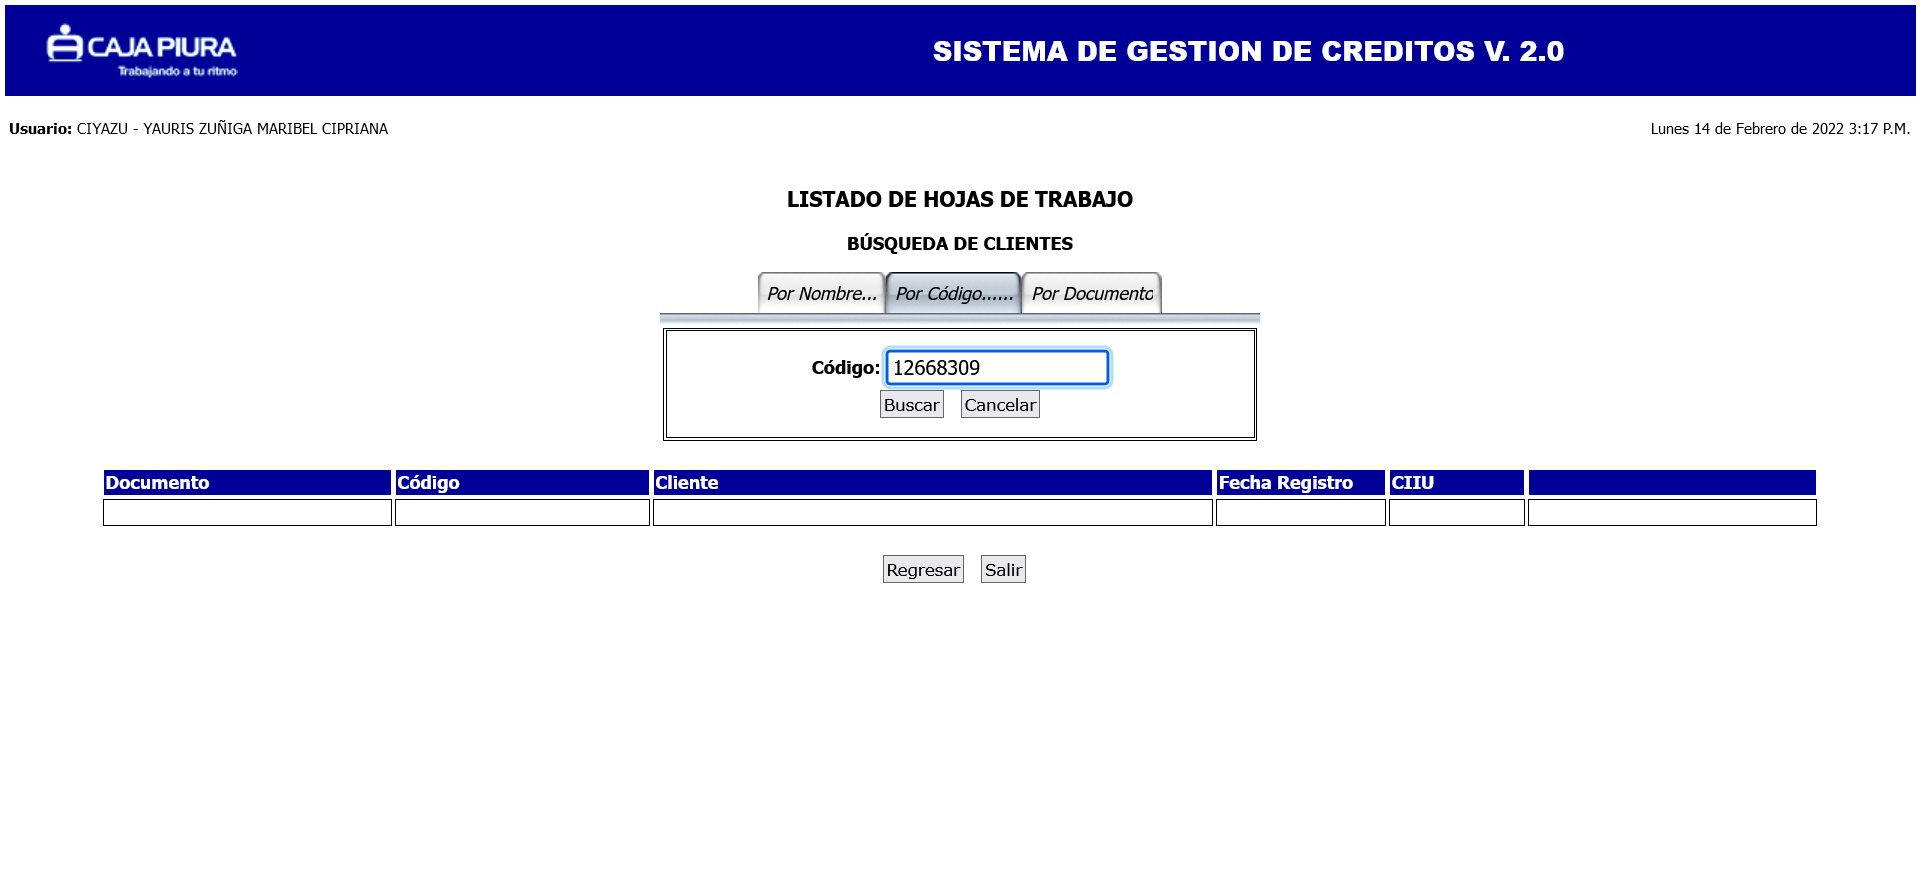 CAJA PIURA
Trabajando a tu ritmo
SISTEMA DE GESTION DE CREDITOS V. 2.0
Usuario: CIYAZU - YAURIS ZUÑIGA MARIBEL CIPRIANA
Lunes 14 de Febrero de 2022 3:17 P.M.
LISTADO DE HOJAS DE TRABAJO
BÚSQUEDA DE CLIENTES
Por Nombre... Por Código...... Por Documento
Código: 12668309
Buscar Cancelar
Documento Código Cliente Fecha Registro CIIU
Regresar Salir